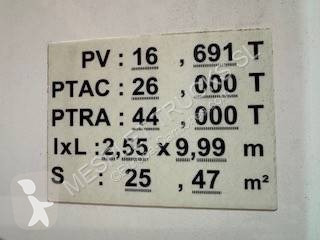 PV : 16 , 691 T
PTAC : 26 , 000 T
PTRA : 44 , 000 T
lxL : 2,55 x 9,99 m
S : 25 , 47 m²